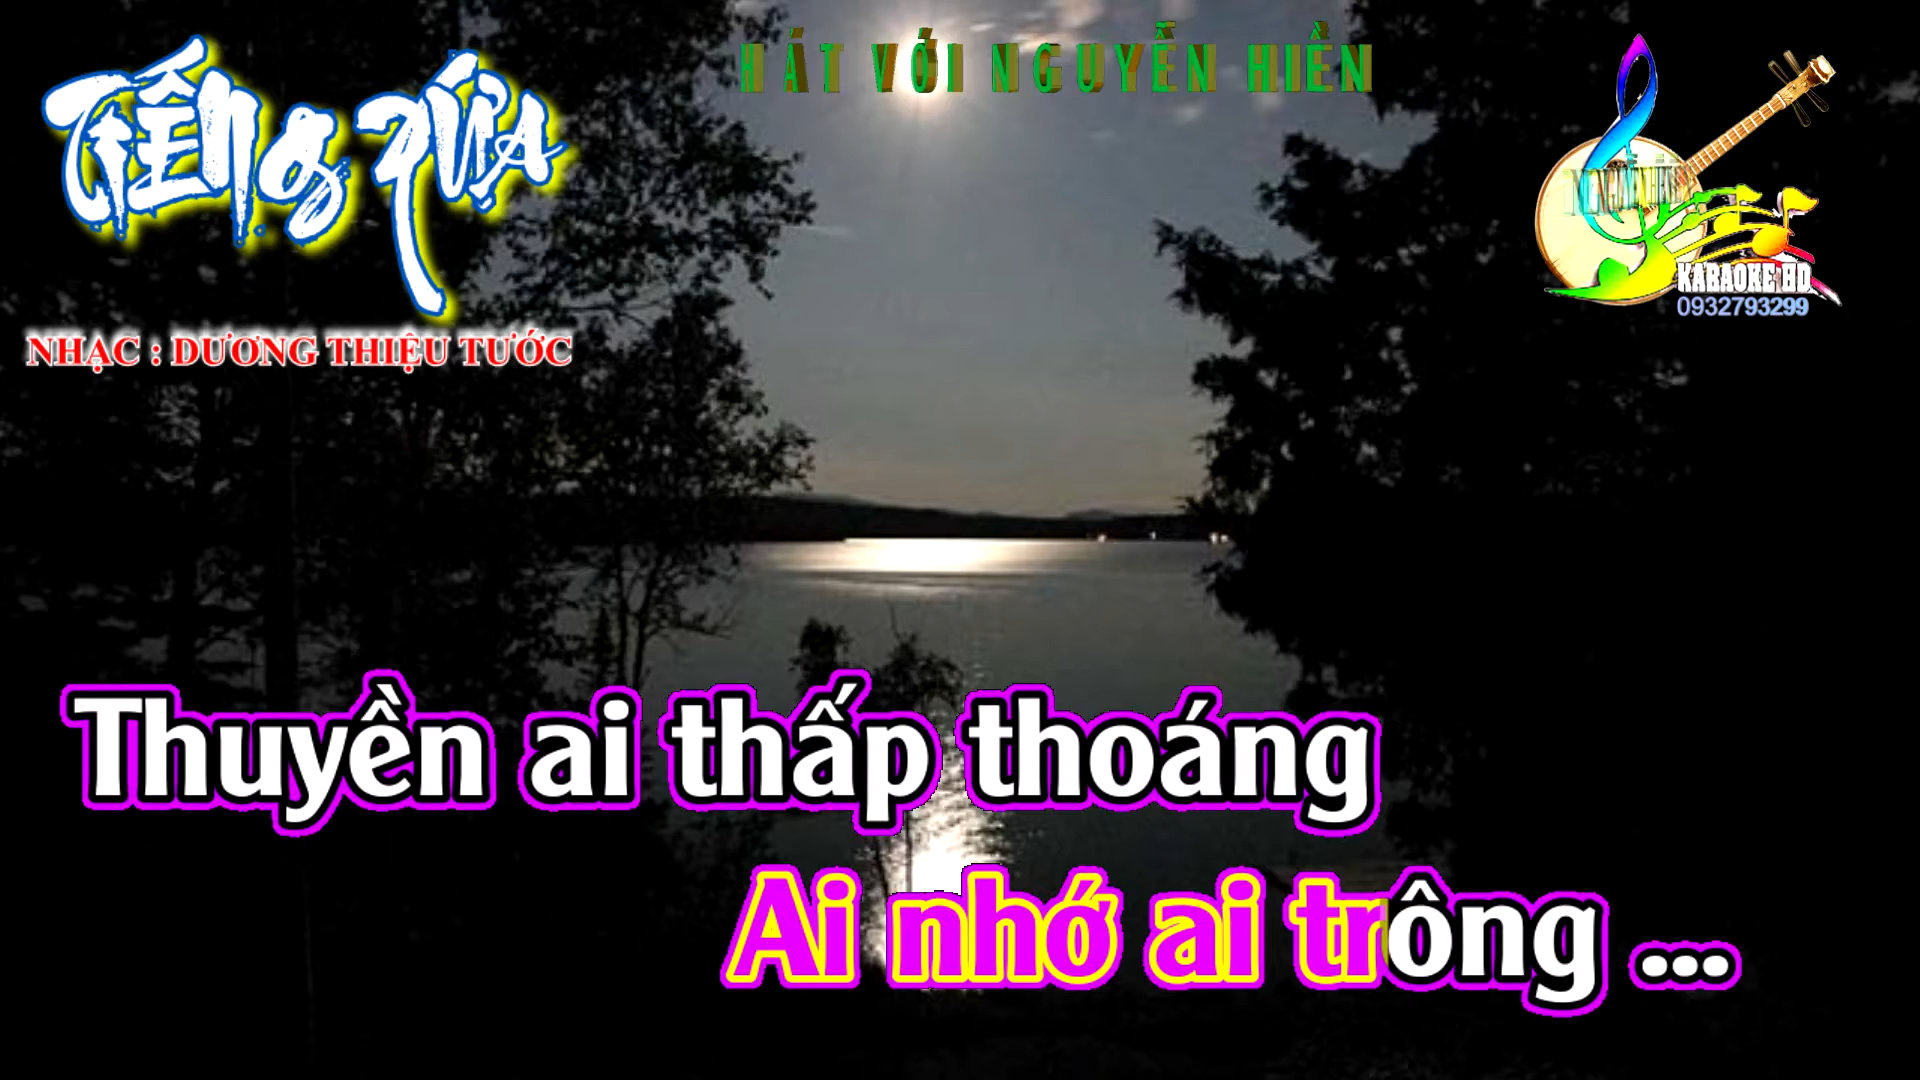 Tiếng xưa
HÁT VỚI NGUYỄN HIỀN
NHẠC : DƯƠNG THIỆU TƯỚC
KARAOKE HD
0932793299
Thuyền ai thấp thoáng
Ai nhớ ai trông ...